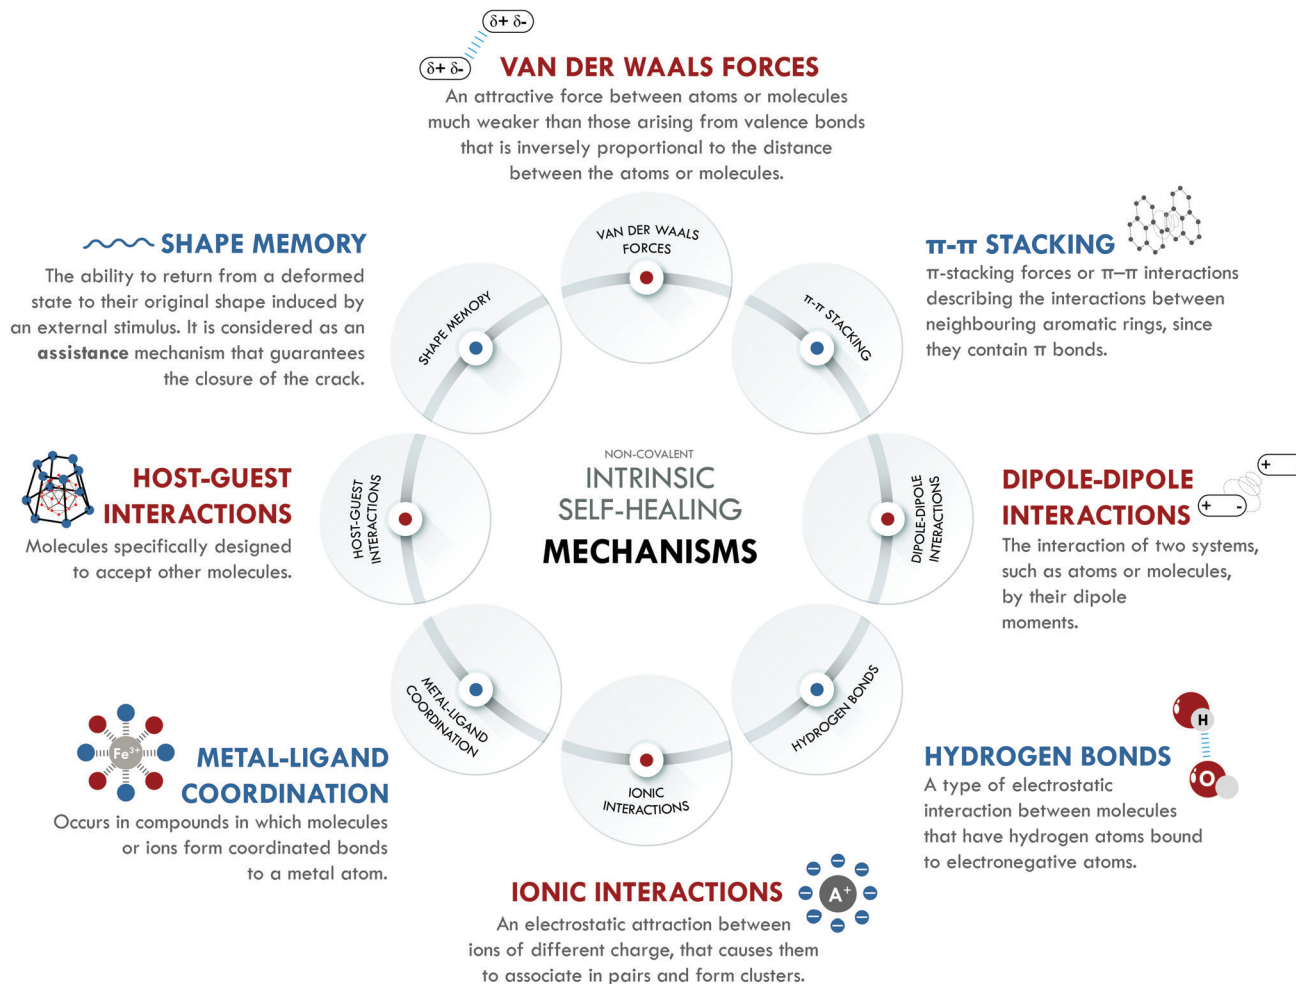 δ+ δ-
δ+ δ-
VAN DER WAALS FORCES
An attractive force between atoms or molecules
much weaker than those arising from valence bonds
that is inversely proportional to the distance
between the atoms or molecules.
π-π STACKING
π-stacking forces or π–π interactions
describing the interactions between
neighbouring aromatic rings, since
they contain π bonds.
DIPOLE-DIPOLE
INTERACTIONS
+
+ -
The interaction of two systems,
such as atoms or molecules,
by their dipole
moments.
H
O
HYDROGEN BONDS
A type of electrostatic
interaction between molecules
that have hydrogen atoms bound
to electronegative atoms.
IONIC INTERACTIONS
A+
An electrostatic attraction between
ions of different charge, that causes them
to associate in pairs and form clusters.
Fe3+
METAL-LIGAND
COORDINATION
Occurs in compounds in which molecules
or ions form coordinated bonds
to a metal atom.
HOST-GUEST
INTERACTIONS
Molecules specifically designed
to accept other molecules.
SHAPE MEMORY
The ability to return from a deformed
state to their original shape induced by
an external stimulus. It is considered as an
assistance mechanism that guarantees
the closure of the crack.
VAN DER WAALS
FORCES
π-π STACKING
DIPOLE-DIPOLE
INTERACTIONS
HYDROGEN BONDS
IONIC
INTERACTIONS
METAL-LIGAND
COORDINATION
HOST-GUEST
INTERACTIONS
SHAPE MEMORY
NON-COVALENT
INTRINSIC
SELF-HEALING
MECHANISMS